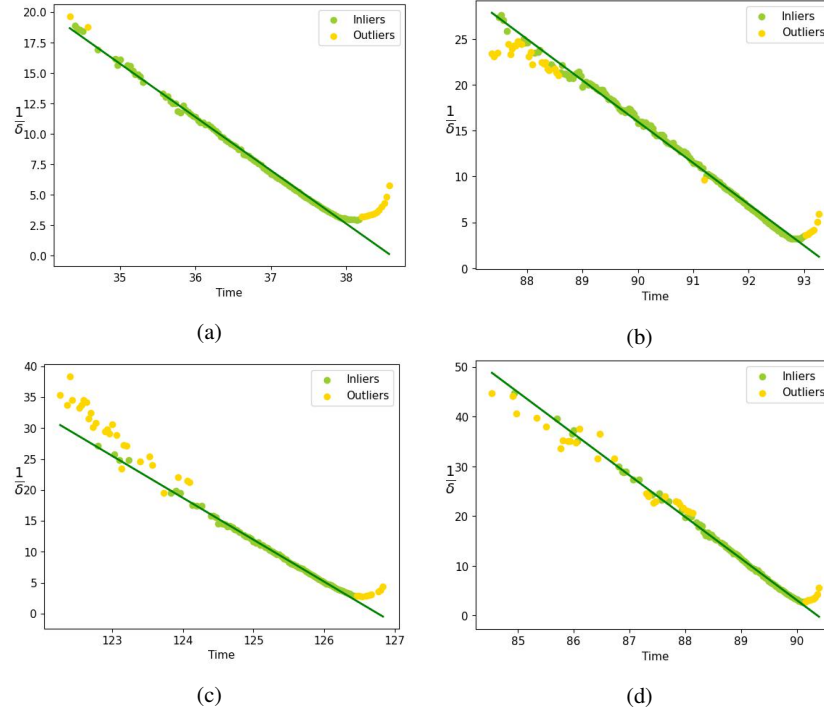 20.0
17.5
15.0
12.5
10.0
7.5
5.0
2.5
0.0
1
δ
35
36
37
38
Time
Inliers
Outliers
(a)
25
20
15
10
5
0
1
δ
88
89
90
91
92
93
Time
Inliers
Outliers
(b)
40
35
30
25
20
15
10
5
0
1
δ
123
124
125
126
127
Time
Inliers
Outliers
(c)
50
40
30
20
10
0
1
δ
85
86
87
88
89
90
Time
Inliers
Outliers
(d)